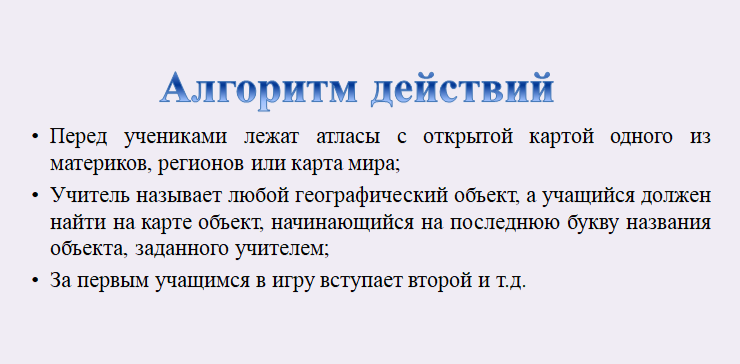 Алгоритм действий
• Перед учениками лежат атласы с открытой картой одного из
материков, регионов или карта мира;
• Учитель называет любой географический объект, а учащийся должен
найти на карте объект, начинающийся на последнюю букву названия
объекта, заданного учителем;
• За первым учащимся в игру вступает второй и т.д.